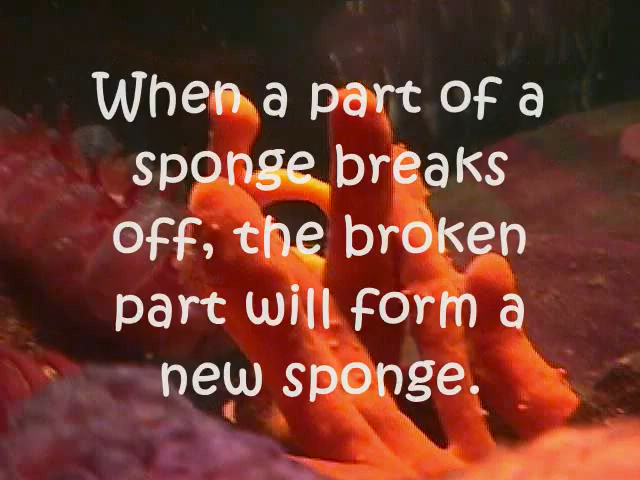 When a part of a
sponge breaks
off, the broken
part will form a
new sponge.